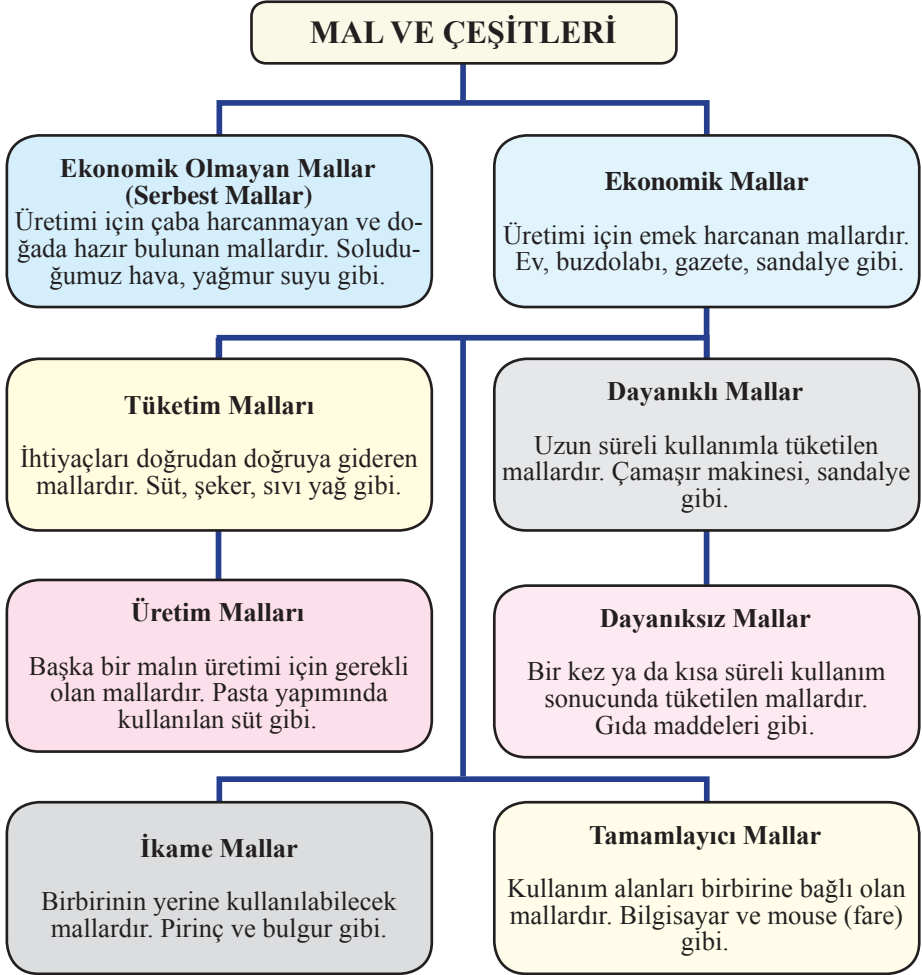 MAL VE ÇEŞİTLERİ
Ekonomik Olmayan Mallar
(Serbest Mallar)
Üretimi için çaba harcanmayan ve do-
ğada hazır bulunan mallardır. Soludu-
ğumuz hava, yağmur suyu gibi.
Ekonomik Mallar
Üretimi için emek harcanan mallardır.
Ev, buzdolabı, gazete, sandalye gibi.
Tüketim Malları
İhtiyaçları doğrudan doğruya gideren
mallardır. Süt, şeker, sıvı yağ gibi.
Dayanıklı Mallar
Uzun süreli kullanımla tüketilen
mallardır. Çamaşır makinesi, sandalye
gibi.
Üretim Malları
Başka bir malın üretimi için gerekli
olan mallardır. Pasta yapımında
kullanılan süt gibi.
Dayanıksız Mallar
Bir kez ya da kısa süreli kullanım
sonucunda tüketilen mallardır.
Gıda maddeleri gibi.
İkame Mallar
Birbirinin yerine kullanılabilecek
mallardır. Pirinç ve bulgur gibi.
Tamamlayıcı Mallar
Kullanım alanları birbirine bağlı olan
mallardır. Bilgisayar ve mouse (fare)
gibi.